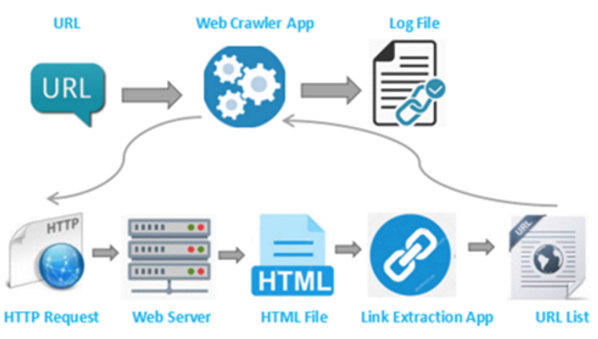 URL
Web Crawler App
Log File
URL
HTTP
HTML
URL
HTTP Request
Web Server
HTML File
Link Extraction App
URL List